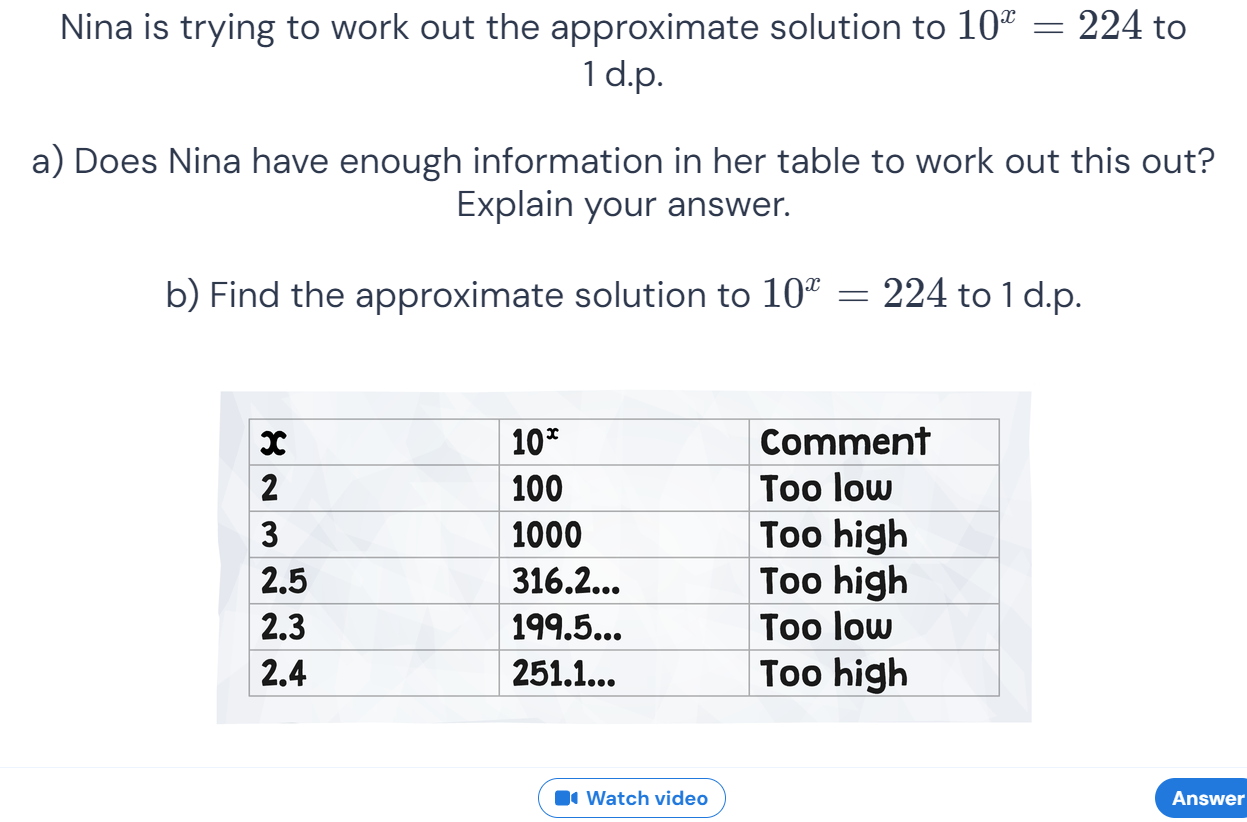 Nina is trying to work out the approximate solution to 10ˣ = 224 to
1 d.p.
a) Does Nina have enough information in her table to work out this out?
Explain your answer.
b) Find the approximate solution to 10ˣ = 224 to 1 d.p.
x 10ˣ Comment
2 100 Too low
3 1000 Too high
2.5 316.2... Too high
2.3 199.5... Too low
2.4 251.1... Too high
Watch video Answer